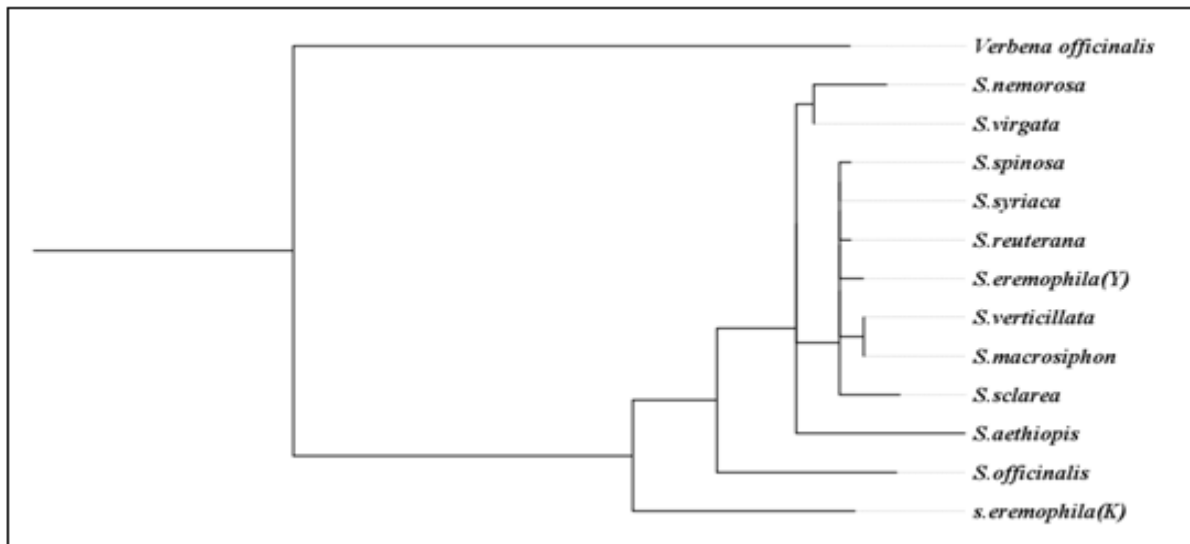 Verbena officinalis
S.nemorosa
S.virgata
S.spinosa
S.syriaca
S.reuterana
S.eremophila(Y)
S.verticillata
S.macrosiphon
S.sclarea
S.aethiopis
S.officinalis
s.eremophila(K)